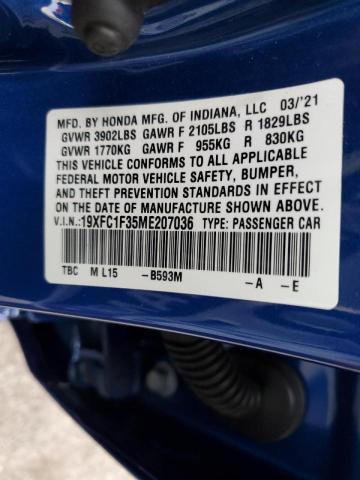 MFD. BY HONDA MFG. OF INDIANA, LLC 03/'21
GVWR 3902LBS GAWR F 2105LBS R 1829LBS
GVWR 1770KG GAWR F 955KG R 830KG
THIS VEHICLE CONFORMS TO ALL APPLICABLE
FEDERAL MOTOR VEHICLE SAFETY, BUMPER,
AND THEFT PREVENTION STANDARDS IN EFFECT
ON THE DATE OF MANUFACTURE SHOWN ABOVE.
V.I.N.:19XFC1F35ME207036 TYPE: PASSENGER CAR
TBC M L15 -B593M -A -E